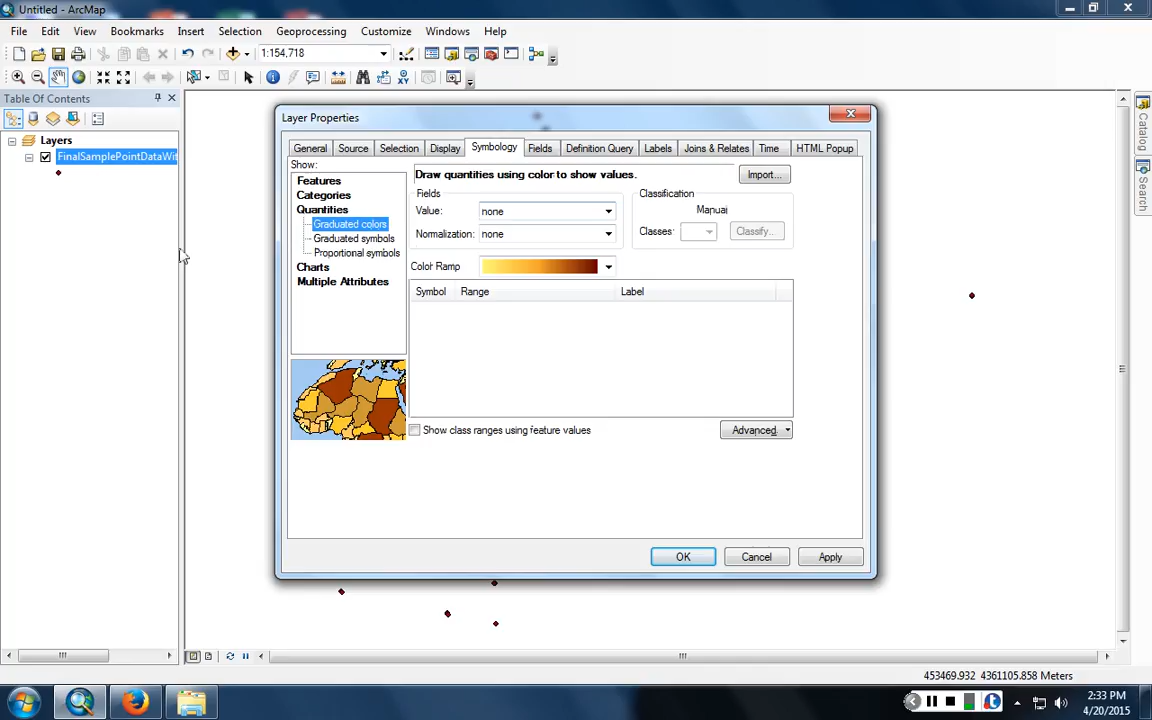 Untitled - ArcMap
File Edit View Bookmarks Insert Selection Geoprocessing Customize Windows Help
1:154,718
Table Of Contents
Layers
FinalSamplePointDataWit
Layer Properties
General Source Selection Display Symbology Fields Definition Query Labels Joins & Relates Time HTML Popup
Show:
Features
Categories
Quantities
Graduated colors
Graduated symbols
Proportional symbols
Charts
Multiple Attributes
Draw quantities using color to show values.
Import...
Fields
Value: none
Normalization: none
Classification
Manual
Classes:
Classify...
Color Ramp
Symbol Range Label
Show class ranges using feature values
Advanced
OK Cancel Apply
Catalog
Search
453469.932 4361105.858 Meters
2:33 PM
4/20/2015